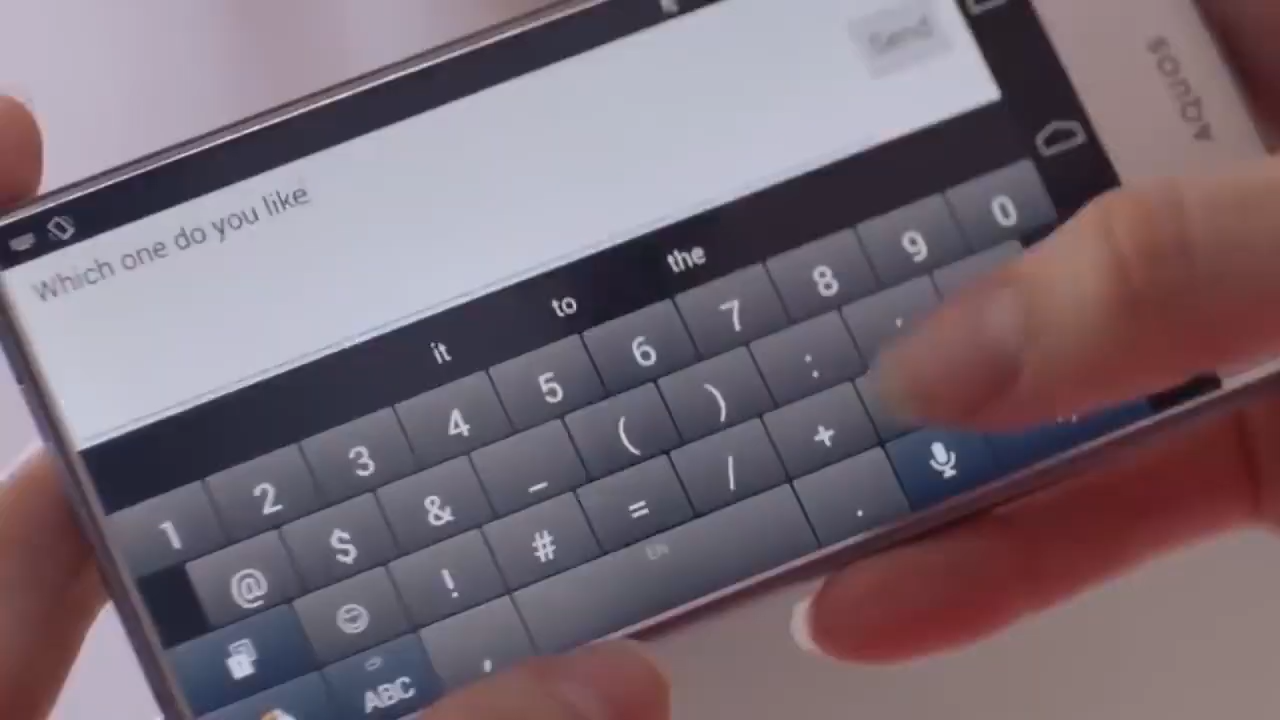 Send
AQUOS
Which one do you like
it to the
1 2 3 4 5 6 7 8 9 0
@ $ & _ ( ) :
! # = / +
ABC , EN .